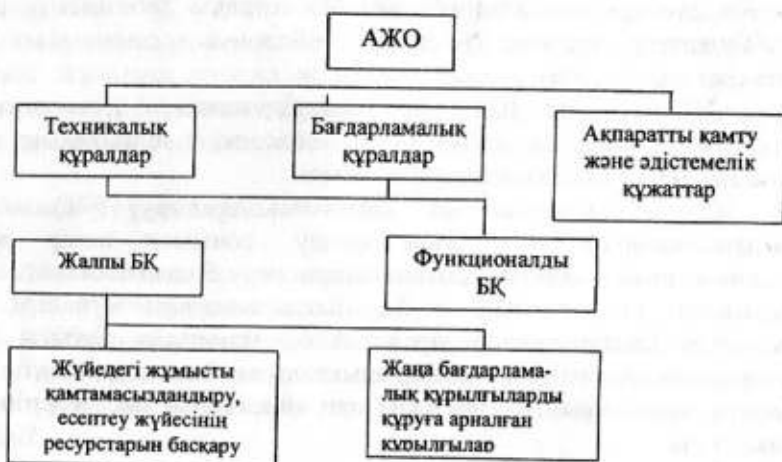 АЖО
Техникалық
құралдар
Бағдарламалық
құралдар
Ақпаратты қамту
және әдістемелік
құжаттар
Жалпы БҚ
Функционалды
БҚ
Жүйедегі жұмысты
қамтамасыздандыру,
есептеу жүйесінін
ресурстарын басқару
Жаңа бағдарлама-
лық құрылғыларды
құруға арналған
құрылғылар